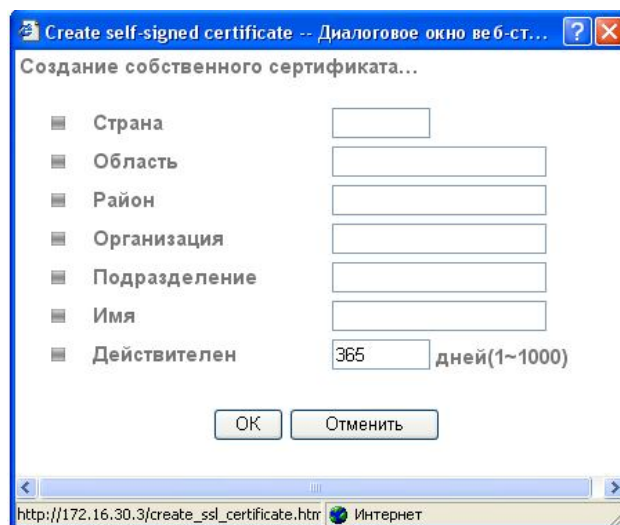 Create self-signed certificate -- Диалоговое окно веб-ст...
Создание собственного сертификата...
Страна
Область
Район
Организация
Подразделение
Имя
Действителен 365 дней(1~1000)
OK Отменить
http://172.16.30.3/create_ssl_certificate.htm Интернет